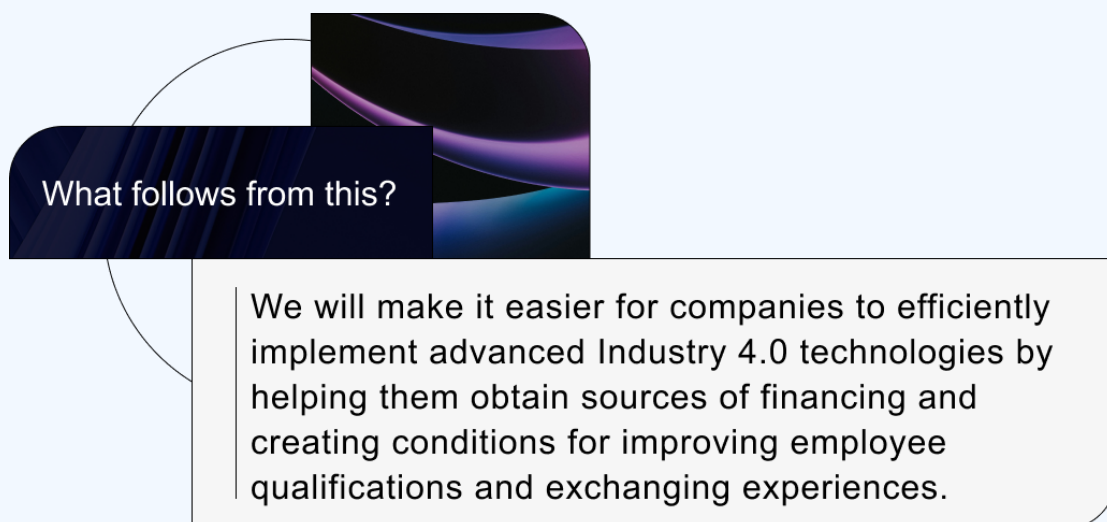 What follows from this?
We will make it easier for companies to efficiently
implement advanced Industry 4.0 technologies by
helping them obtain sources of financing and
creating conditions for improving employee
qualifications and exchanging experiences.